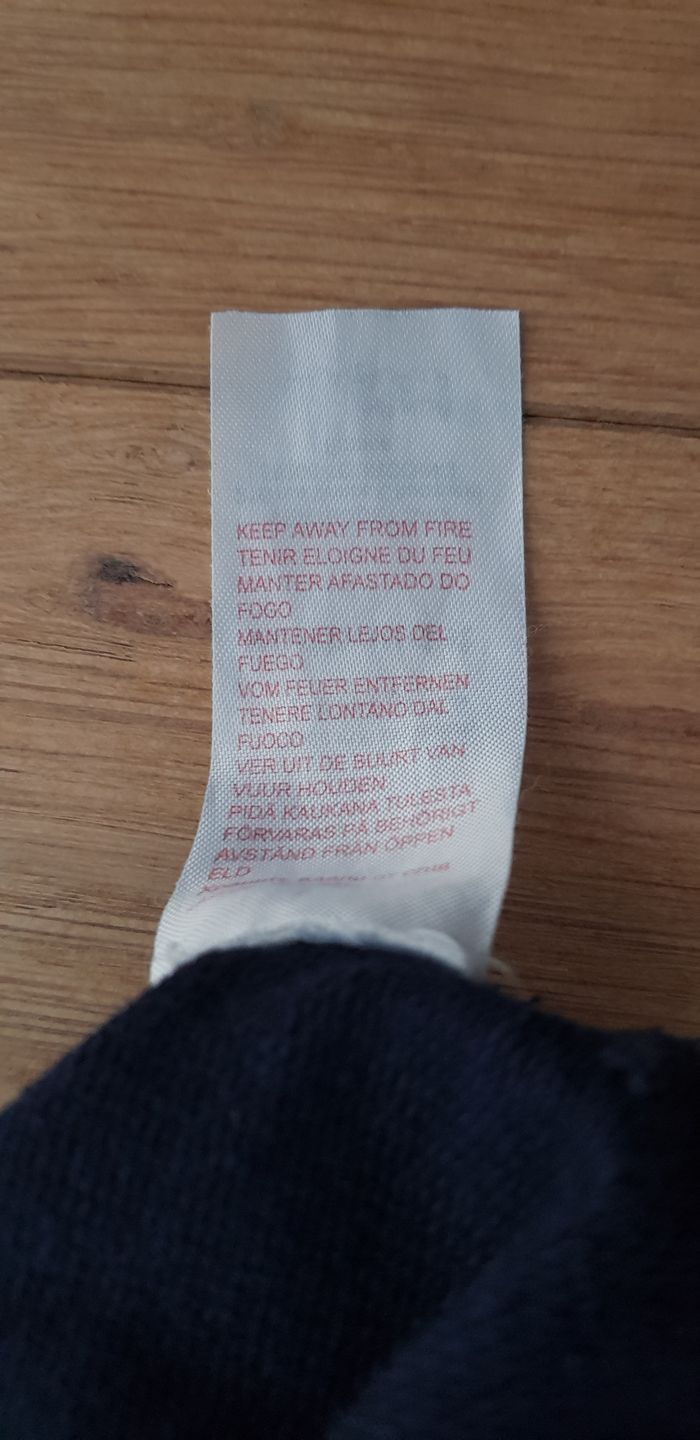 KEEP AWAY FROM FIRE
TENIR ELOIGNE DU FEU
MANTER AFASTADO DO
FOGO
MANTENER LEJOS DEL
FUEGO
VOM FEUER ENTFERNEN
TENERE LONTANO DAL
FUOCO
VER UIT DE BUURT VAN
VUUR HOUDEN
PIDÄ KAUKANA TULESTA
FÖRVARAS PÅ BEHÖRIGT
AVSTÅND FRÅN ÖPPEN
ELD